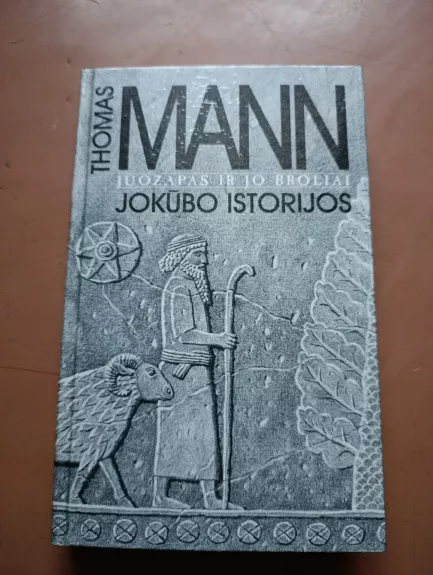 THOMAS
MANN
JUOZAPAS IR JO BROLIAI
JOKŪBO ISTORIJOS